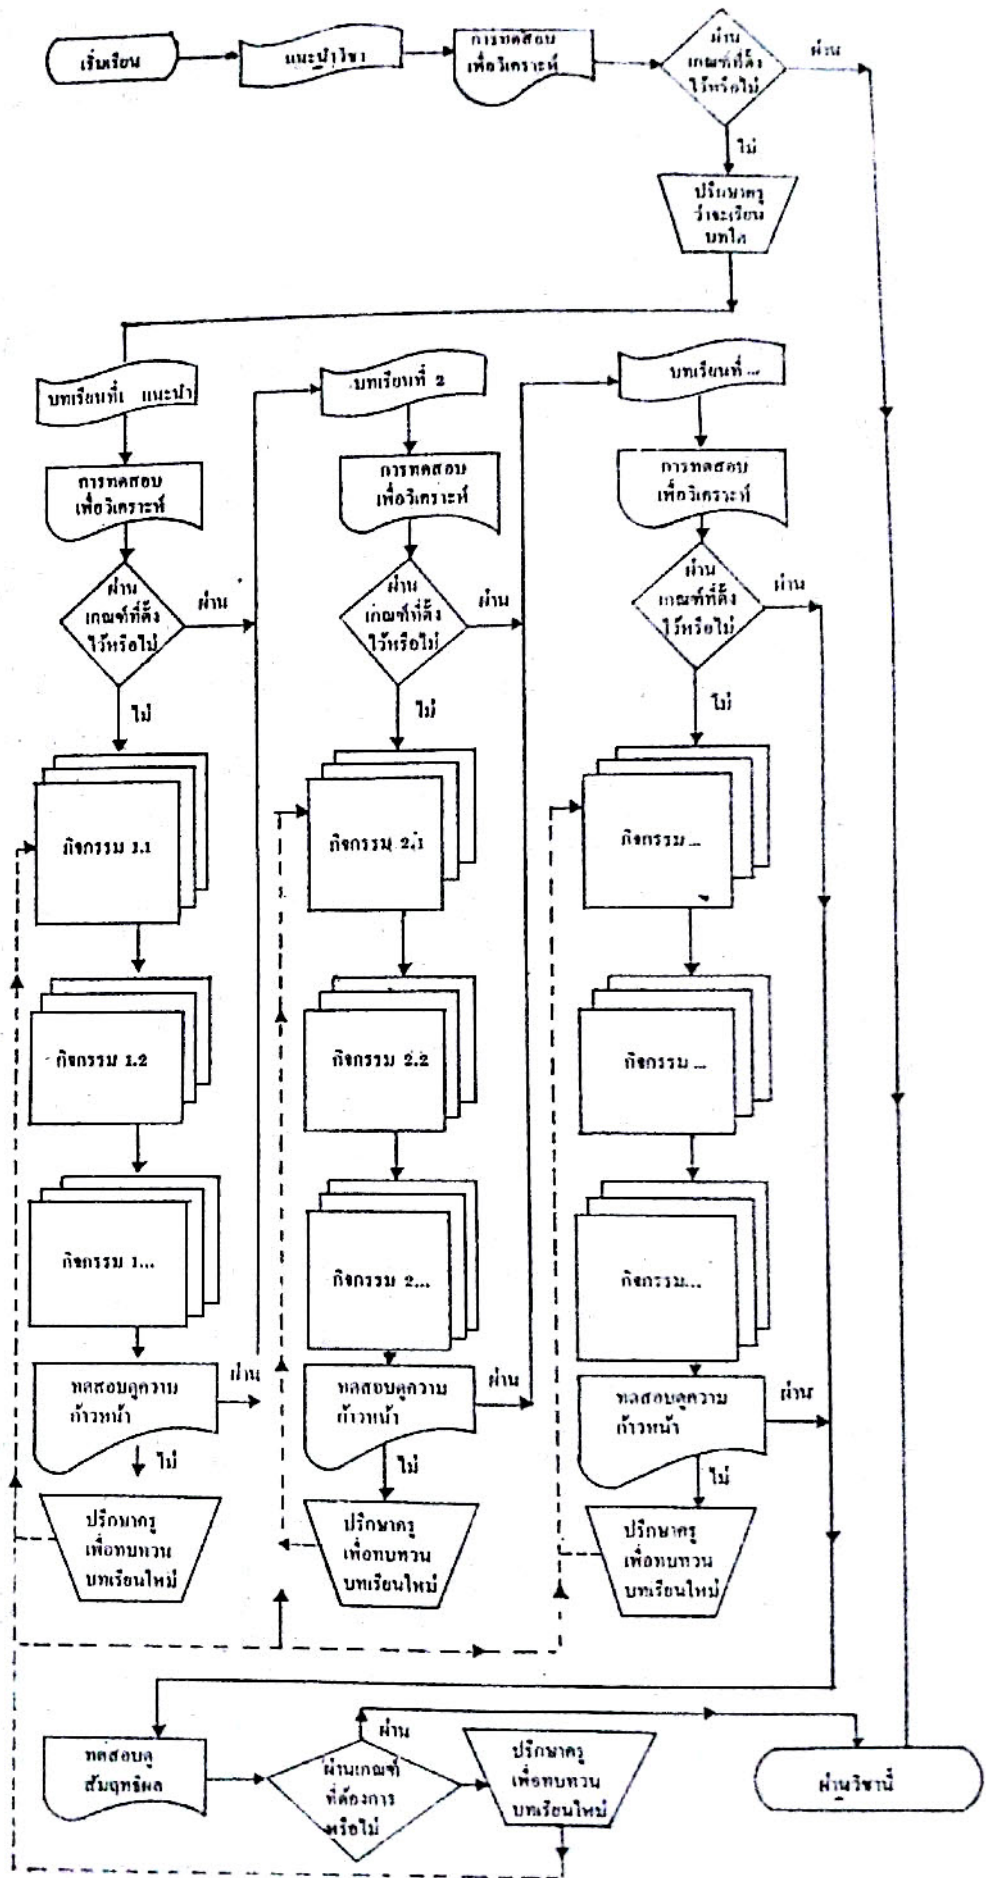 เริ่มเรียน
แนะนำวิชา
การทดสอบ
เพื่อวิเคราะห์
ผ่าน
เกณฑ์ที่ตั้ง
ไว้หรือไม่
ผ่าน
ไม่
ปรึกษาครู
ว่าจะเรียน
บทใด
บทเรียนที่1 แนะนำ
การทดสอบ
เพื่อวิเคราะห์
ผ่าน
เกณฑ์ที่ตั้ง
ไว้หรือไม่
ผ่าน
ไม่
กิจกรรม 1.1
กิจกรรม 1.2
กิจกรรม 1...
ทดสอบดูความ
ก้าวหน้า
ผ่าน
ไม่
ปรึกษาครู
เพื่อทบทวน
บทเรียนใหม่
บทเรียนที่ 2
การทดสอบ
เพื่อวิเคราะห์
ผ่าน
เกณฑ์ที่ตั้ง
ไว้หรือไม่
ผ่าน
ไม่
กิจกรรม 2.1
กิจกรรม 2.2
กิจกรรม 2...
ทดสอบดูความ
ก้าวหน้า
ผ่าน
ไม่
ปรึกษาครู
เพื่อทบทวน
บทเรียนใหม่
บทเรียนที่ ...
การทดสอบ
เพื่อวิเคราะห์
ผ่าน
เกณฑ์ที่ตั้ง
ไว้หรือไม่
ผ่าน
ไม่
กิจกรรม ...
กิจกรรม ...
กิจกรรม...
ทดสอบดูความ
ก้าวหน้า
ผ่าน
ไม่
ปรึกษาครู
เพื่อทบทวน
บทเรียนใหม่
ทดสอบดู
สัมฤทธิผล
ผ่านเกณฑ์
ที่ต้องการ
หรือไม่
ผ่าน
ปรึกษาครู
เพื่อทบทวน
บทเรียนใหม่
ผ่านวิชานี้